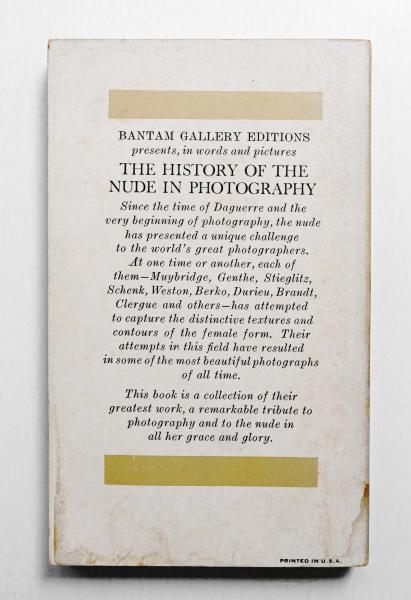 BANTAM GALLERY EDITIONS
presents, in words and pictures
THE HISTORY OF THE
NUDE IN PHOTOGRAPHY
Since the time of Daguerre and the
very beginning of photography, the nude
has presented a unique challenge
to the world's great photographers.
At one time or another, each of
them—Muybridge, Genthe, Stieglitz,
Schenk, Weston, Berko, Durieu, Brandt,
Clergue and others—has attempted
to capture the distinctive textures and
contours of the female form. Their
attempts in this field have resulted
in some of the most beautiful photographs
of all time.
This book is a collection of their
greatest work, a remarkable tribute to
photography and to the nude in
all her grace and glory.
PRINTED IN U.S.A.